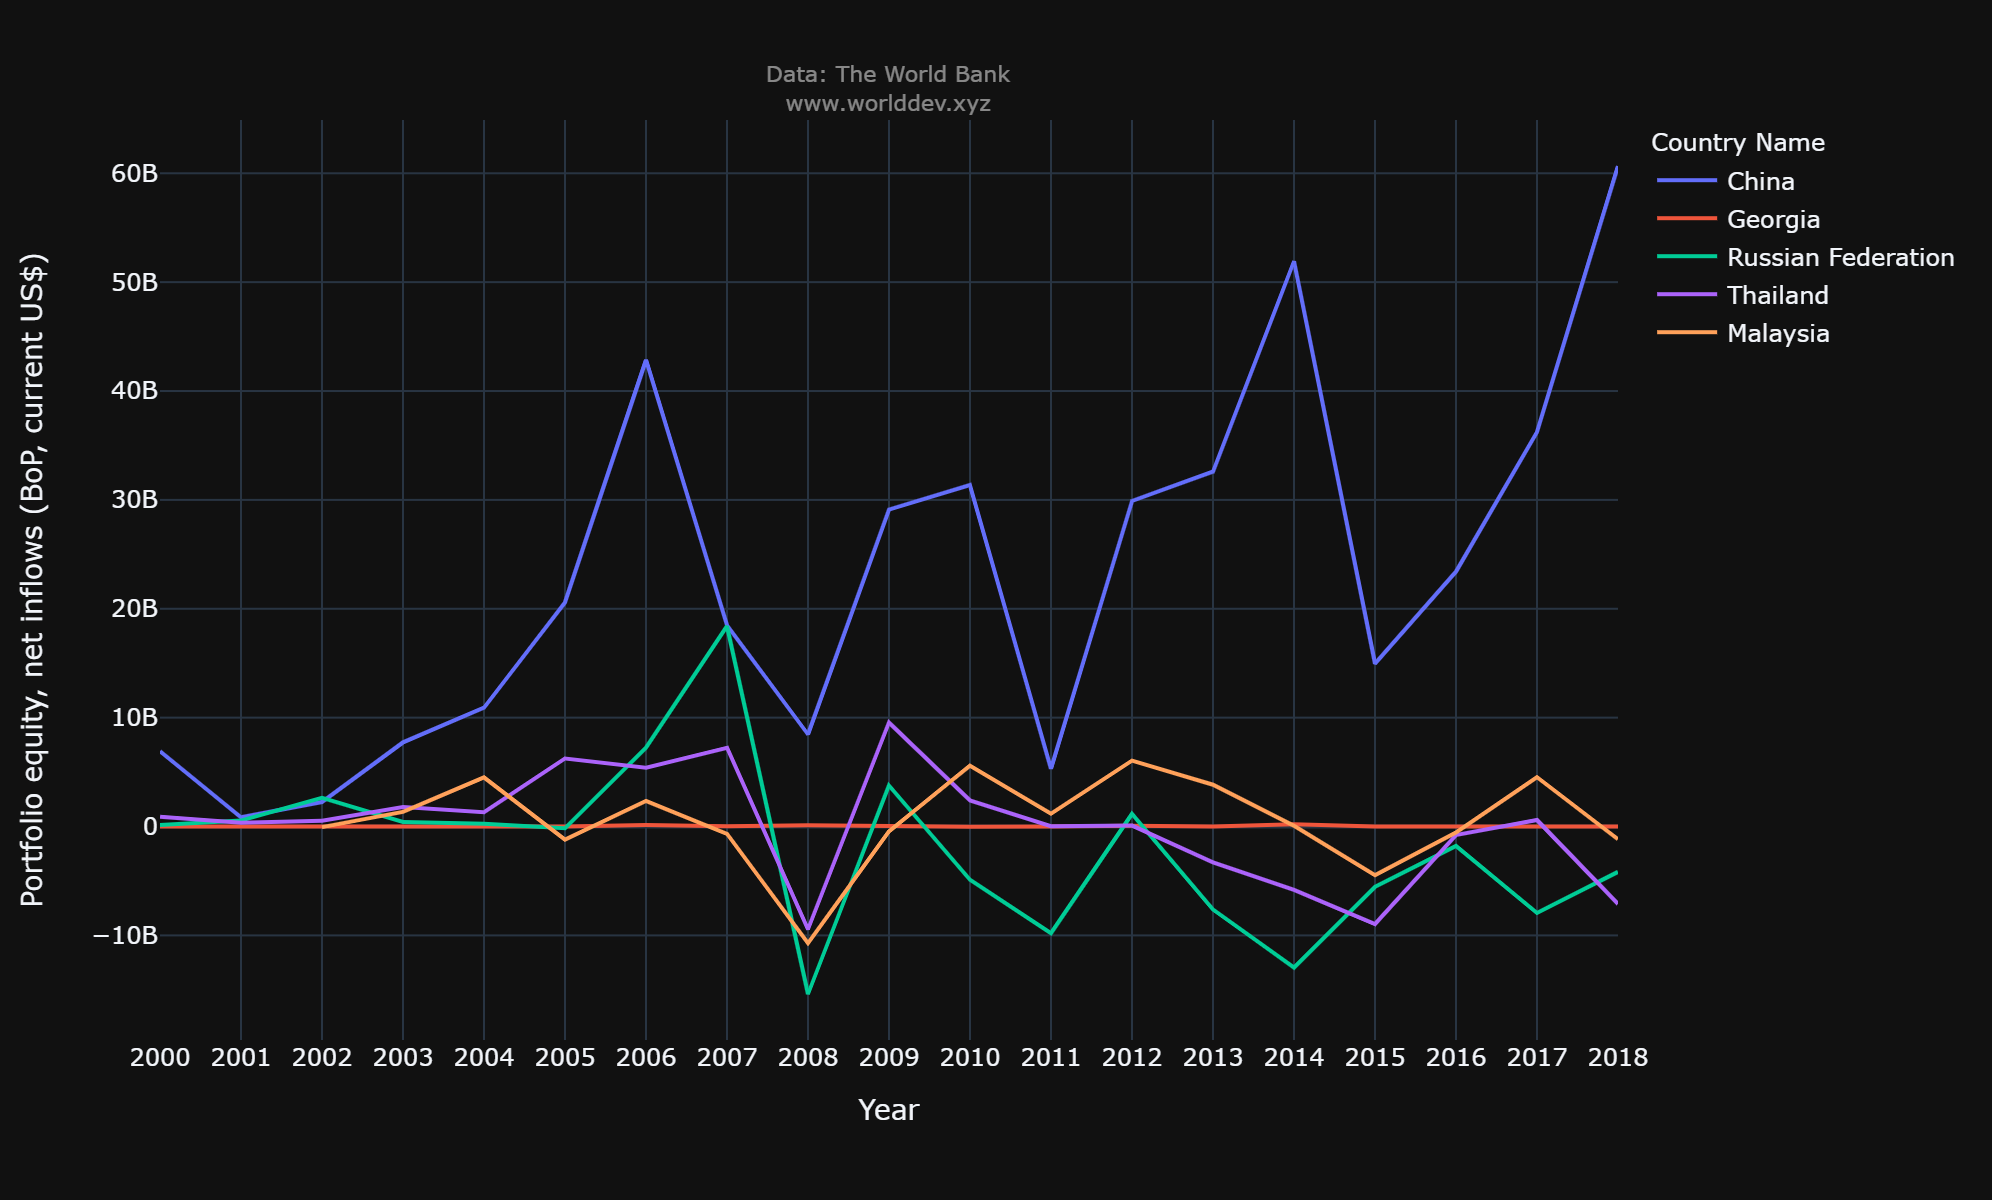 Data: The World Bank
www.worlddev.xyz
Country Name
China
Georgia
Russian Federation
Thailand
Malaysia
Portfolio equity, net inflows (BoP, current US$)
60B
50B
40B
30B
20B
10B
0
−10B
2000 2001 2002 2003 2004 2005 2006 2007 2008 2009 2010 2011 2012 2013 2014 2015 2016 2017 2018
Year